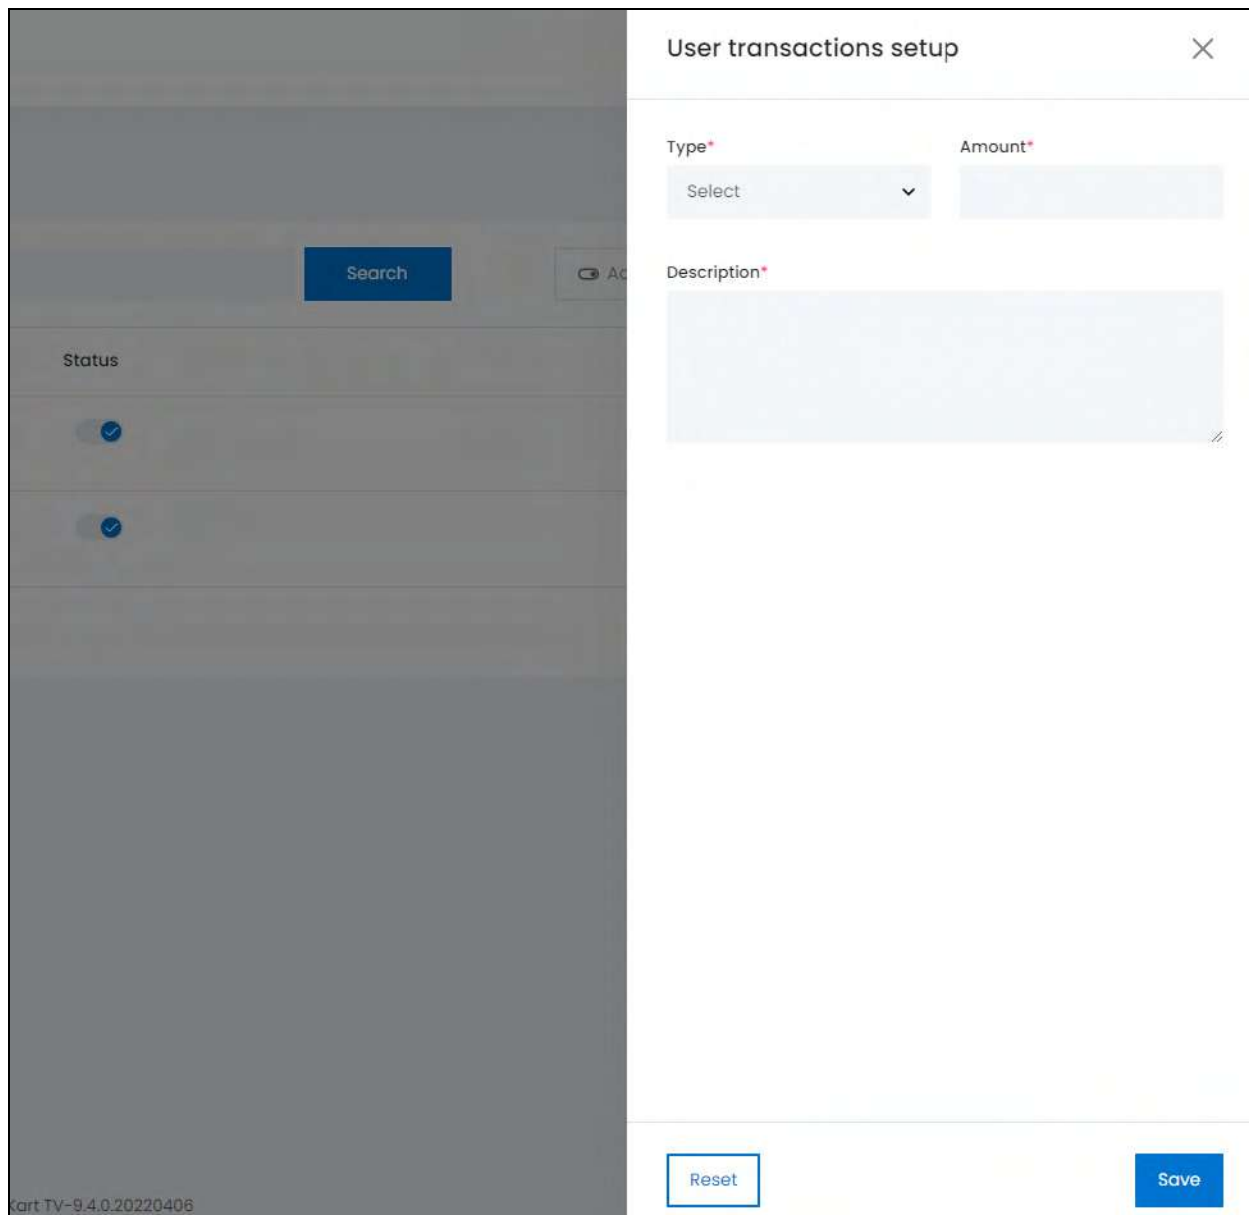 User transactions setup
Type*
Amount*
Select
Search
Description*
Status
Reset
Save
Kart TV-9.4.0.20220406